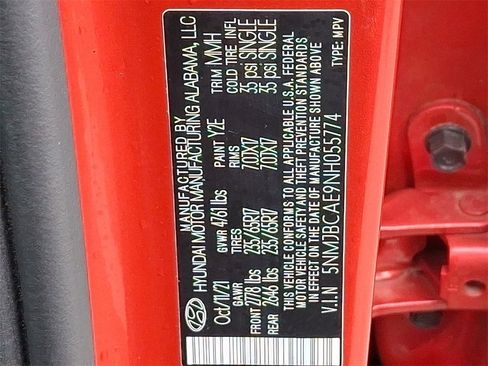 MANUFACTURED BY
HYUNDAI MOTOR MANUFACTURING ALABAMA, LLC
Oct/11/21 GVWR 4761 lbs PAINT Y2E TRIM MMH
GAWR TIRES RIMS COLD TIRE INFL
FRONT 2778 lbs 235/65R17 7.0JX17 35 psi SINGLE
REAR 2646 lbs 235/65R17 7.0JX17 35 psi SINGLE
THIS VEHICLE CONFORMS TO ALL APPLICABLE U.S.A. FEDERAL
MOTOR VEHICLE SAFETY AND THEFT PREVENTION STANDARDS
IN EFFECT ON THE DATE OF MANUFACTURE SHOWN ABOVE.
V.I.N 5NMJBCAE9NH055774 TYPE: MPV